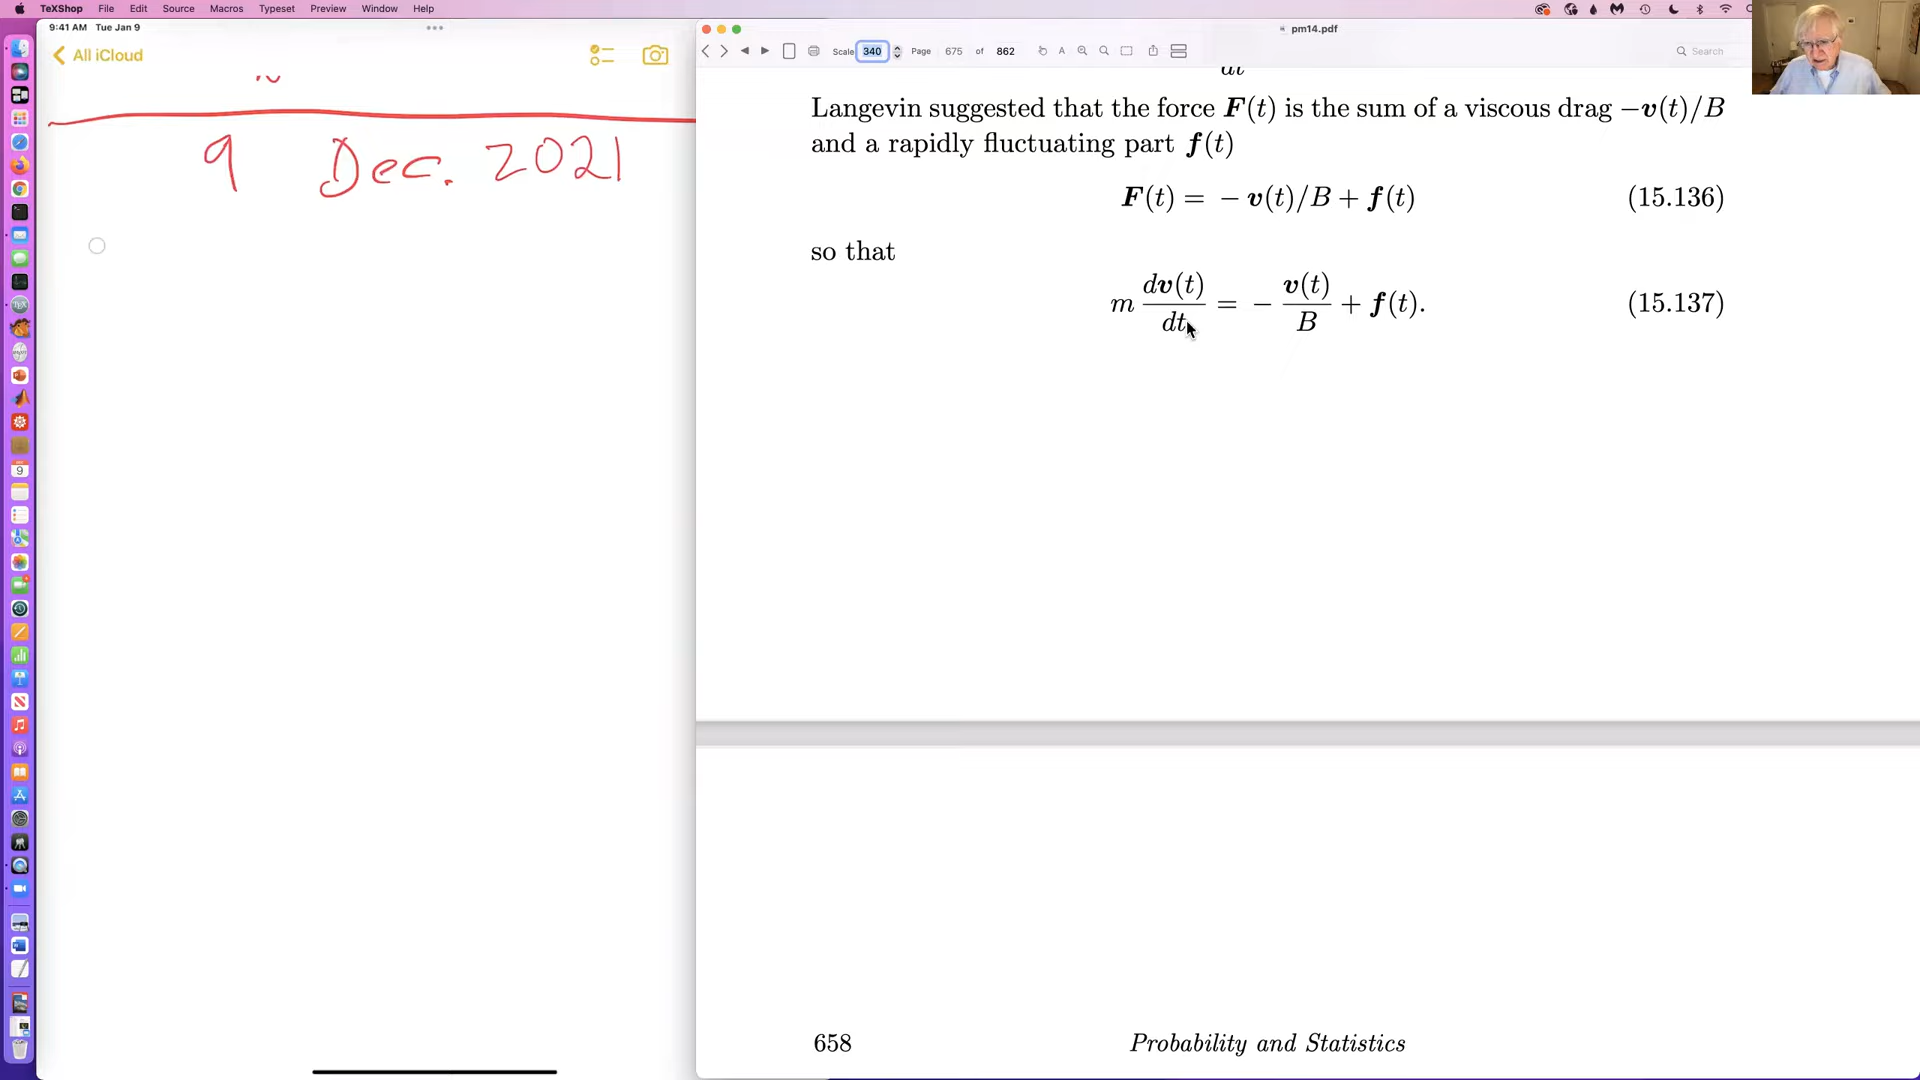 TeXShop File Edit Source Macros Typeset Preview Window Help
9:41 AM Tue Jan 9
All iCloud
9 Dec. 2021
pm14.pdf
Scale 340 Page 675 of 862 Search
dt
Langevin suggested that the force F(t) is the sum of a viscous drag −v(t)/B
and a rapidly fluctuating part f(t)
F(t) = − v(t)/B + f(t) (15.136)
so that
m dv(t)/dt = − v(t)/B + f(t). (15.137)
658 Probability and Statistics